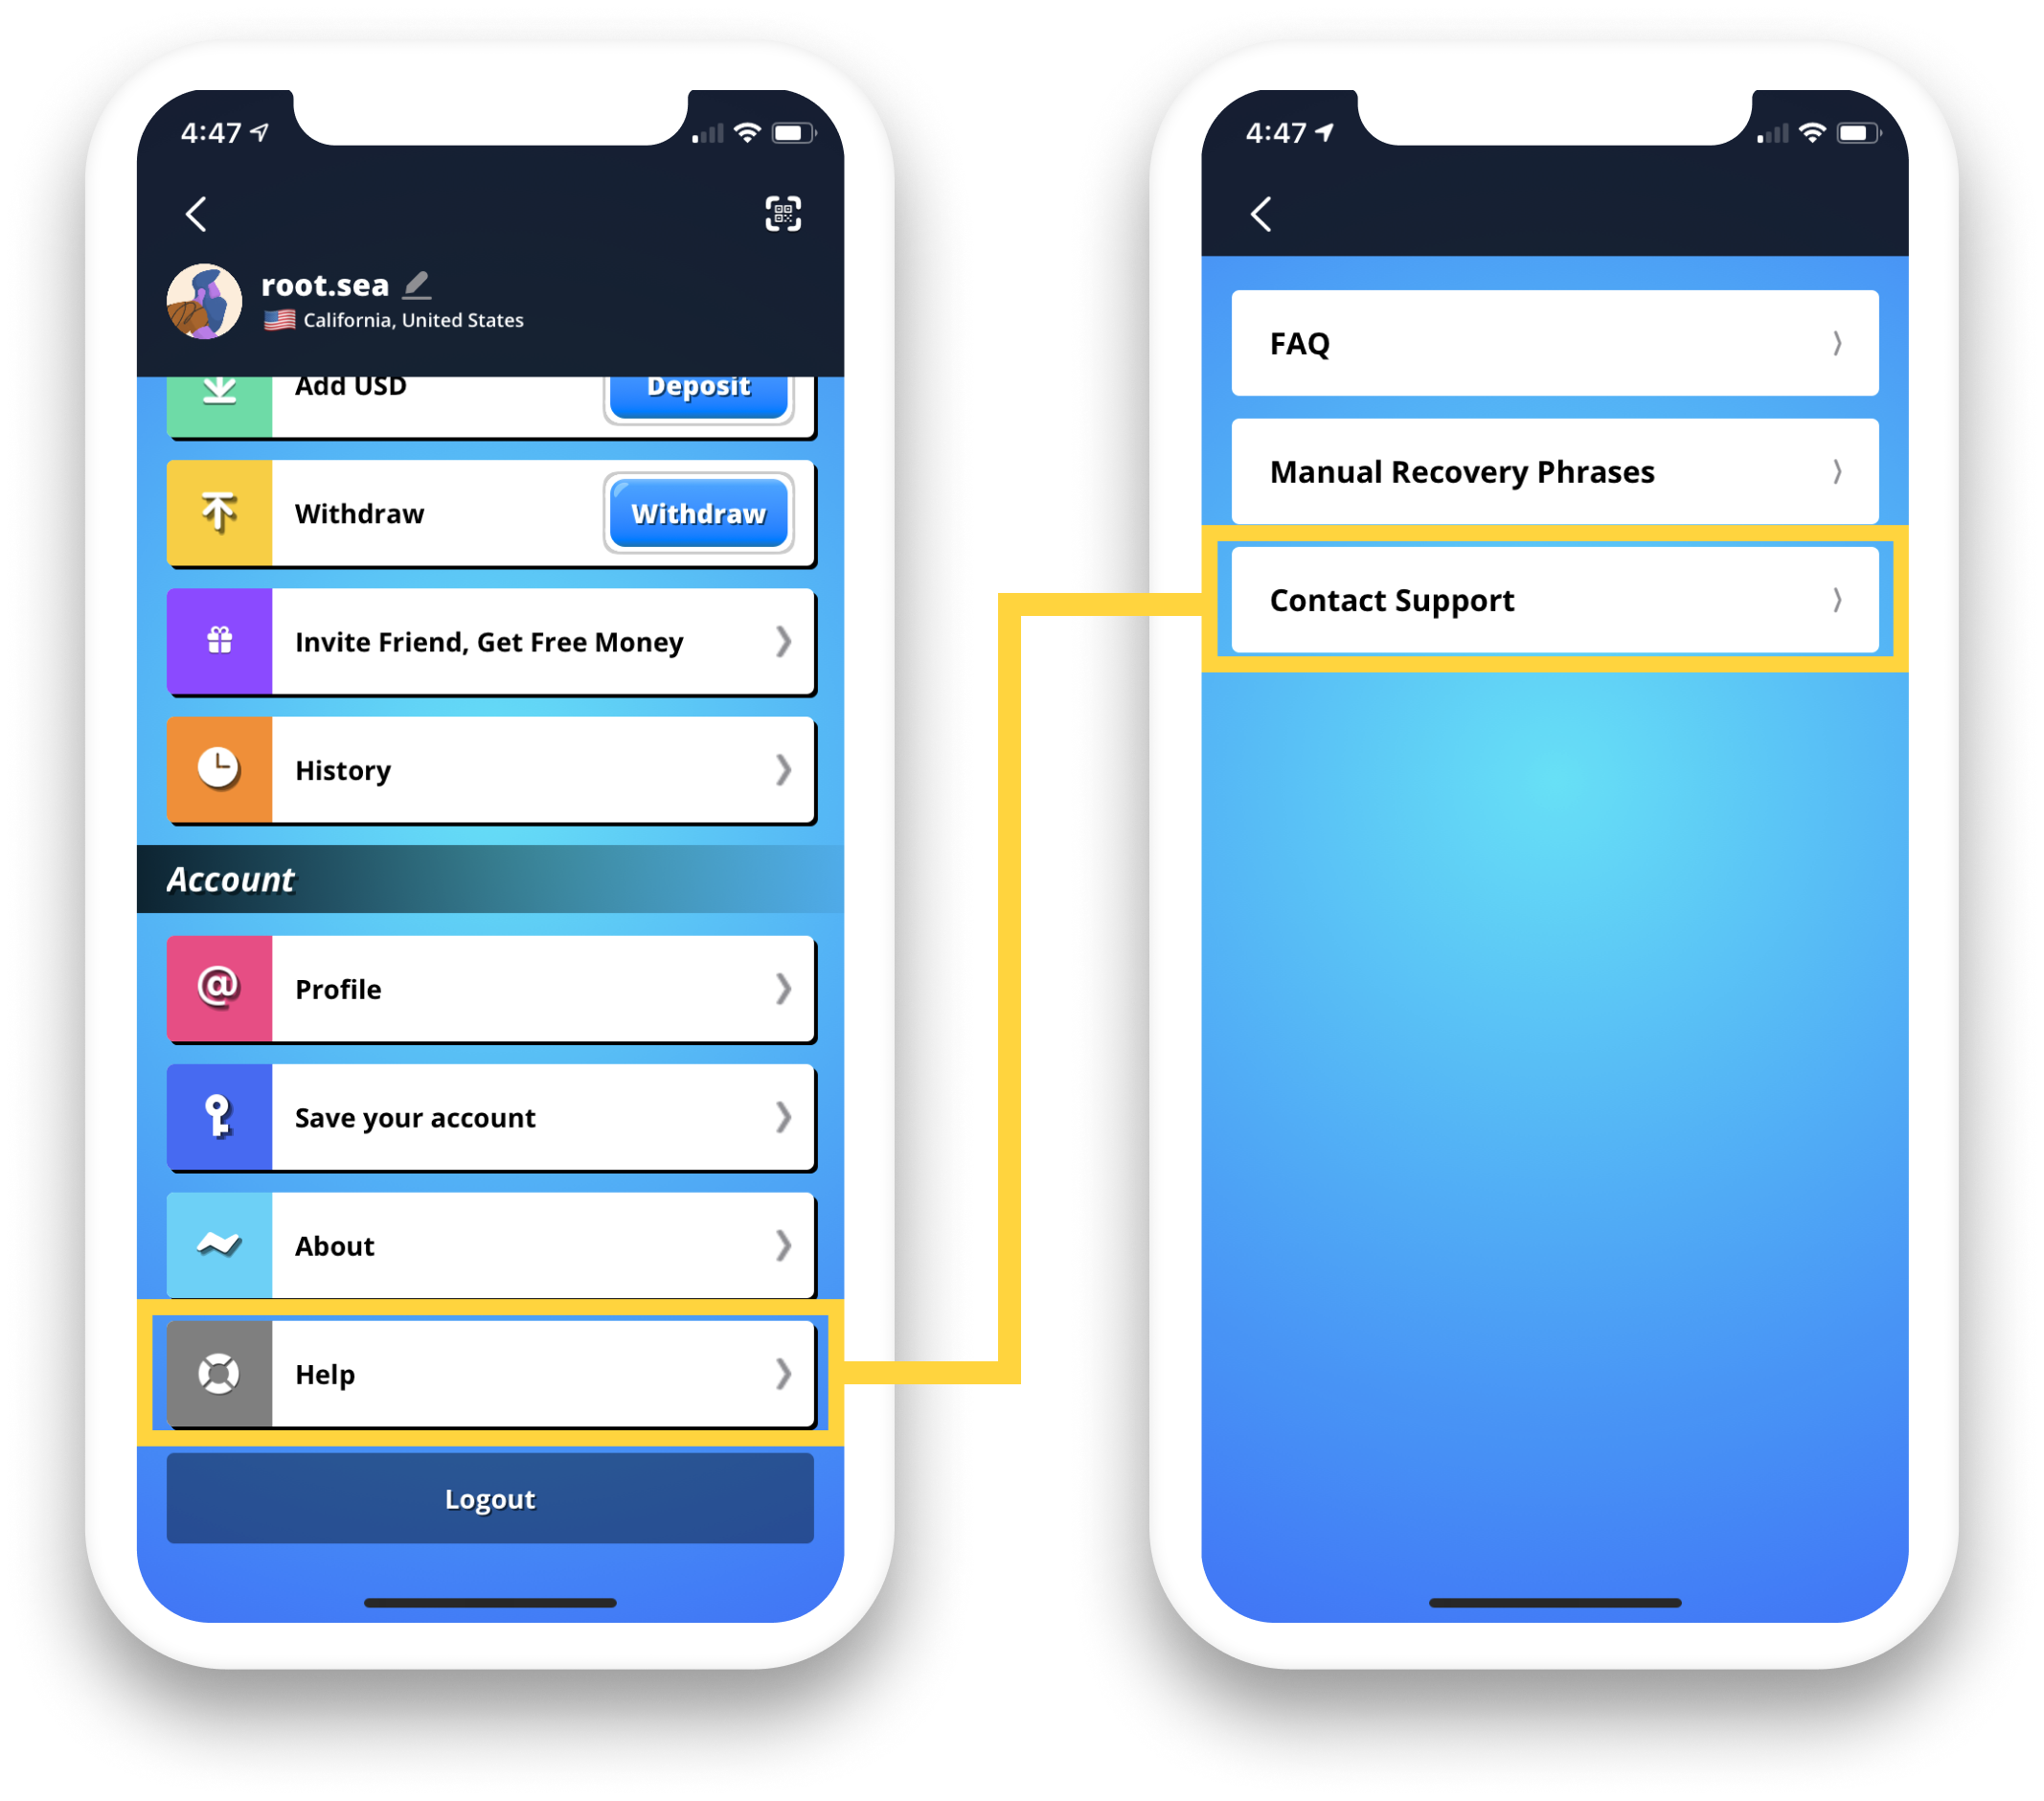 4:47
root.sea
California, United States
Add USD
Deposit
Withdraw
Withdraw
Invite Friend, Get Free Money
History
Account
Profile
Save your account
About
Help
Logout
4:47
FAQ
Manual Recovery Phrases
Contact Support